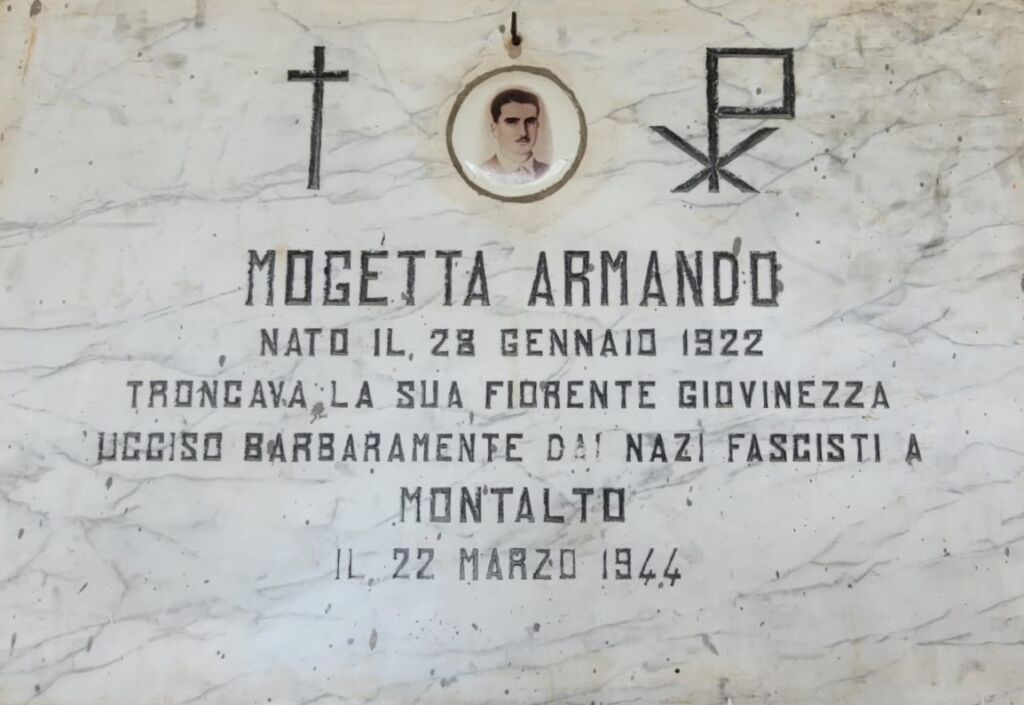 MOGETTA ARMANDO
NATO IL, 28 GENNAIO 1922
TRONCAVA LA SUA FIORENTE GIOVINEZZA
UCCISO BARBARAMENTE DAI NAZI FASCISTI A
MONTALTO
IL, 22 MARZO 1944